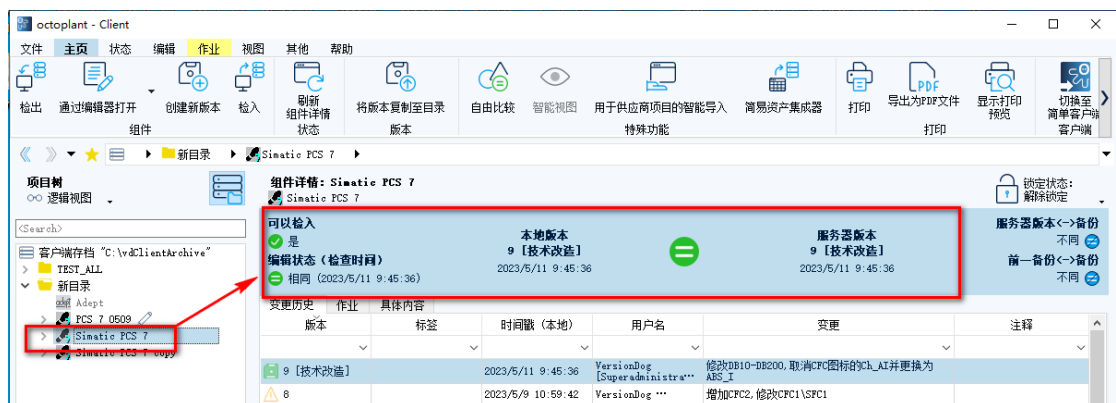 octoplant - Client
文件 主页 状态 编辑 作业 视图 其他 帮助
检出 通过编辑器打开 创建新版本 检入 刷新组件详情 将版本复制至目录 自由比较 智能视图 用于供应商项目的智能导入 简易资产集成器 打印 导出为PDF文件 显示打印预览 切换至简单客户端
组件 状态 版本 特殊功能 打印 客户端
新目录 Simatic PCS 7
项目树
逻辑视图
<Search>
客户端存档 "C:\vdClientArchive"
TEST_ALL
新目录
Adept
PCS 7 0509
Simatic PCS 7
Simatic PCS 7 copy
组件详情: Simatic PCS 7
Simatic PCS 7
锁定状态:
解除锁定
可以检入
是
编辑状态 (检查时间)
相同 (2023/5/11 9:45:36)
本地版本
9 [技术改造]
2023/5/11 9:45:36
服务器版本
9 [技术改造]
2023/5/11 9:45:36
服务器版本<->备份
不同
前一备份<->备份
不同
变更历史 作业 具体内容
版本 标签 时间戳 (本地) 用户名 变更 注释
9 [技术改造] 2023/5/11 9:45:36 VersionDog [Superadministra… 修改DB10-DB200,取消CFC图标的Ch_AI并更换为ABS_I
8 2023/5/9 10:59:42 VersionDog … 增加CFC2,修改CFC1\SFC1